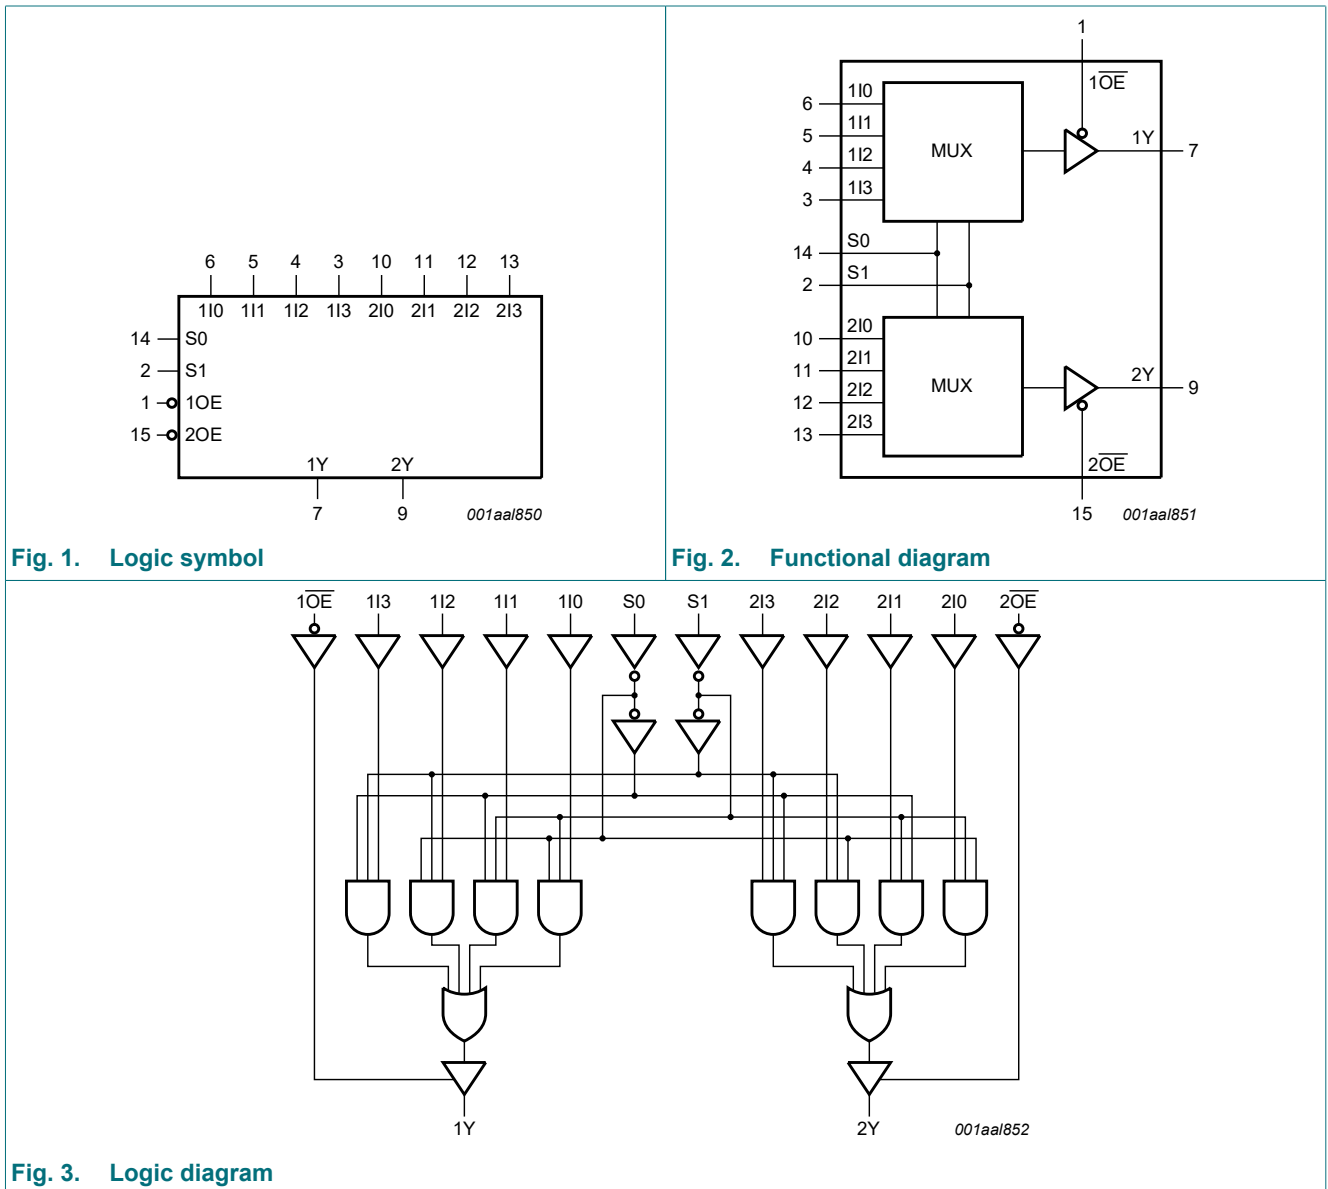 6 5 4 3 10 11 12 13
1I0 1I1 1I2 1I3 2I0 2I1 2I2 2I3
14 S0
2 S1
1 1OE
15 2OE
1Y 2Y
7 9 001aal850
Fig. 1. Logic symbol
1
1OE
6 1I0
5 1I1
4 1I2
3 1I3
MUX
1Y 7
14 S0
2 S1
10 2I0
11 2I1
12 2I2
13 2I3
MUX
2Y 9
2OE
15 001aal851
Fig. 2. Functional diagram
1OE 1I3 1I2 1I1 1I0 S0 S1 2I3 2I2 2I1 2I0 2OE
1Y 2Y 001aal852
Fig. 3. Logic diagram